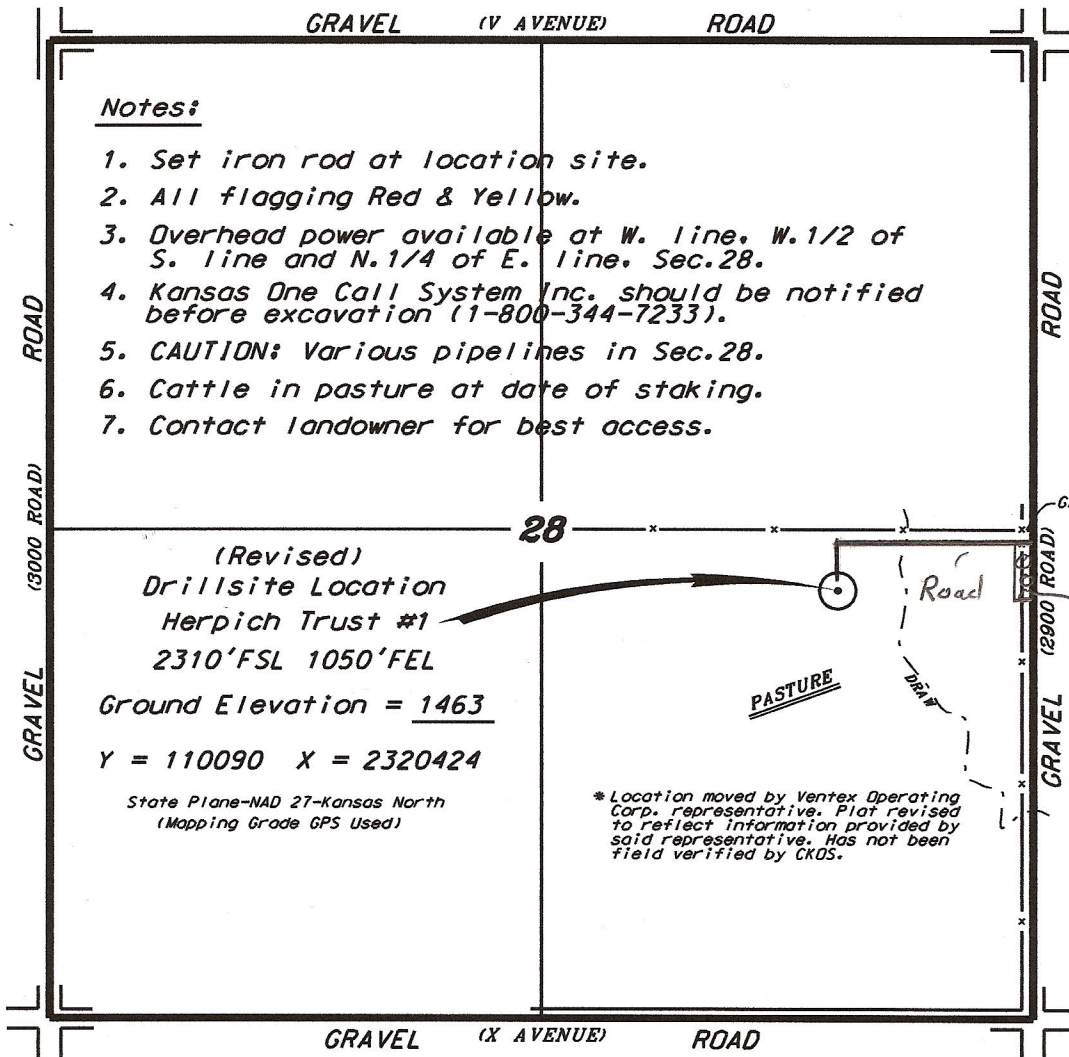 GRAVEL (V AVENUE) ROAD
Notes:
1. Set iron rod at location site.
2. All flagging Red & Yellow.
3. Overhead power available at W. line, W.1/2 of
S. line and N.1/4 of E. line, Sec.28.
4. Kansas One Call System Inc. should be notified
before excavation (1-800-344-7233).
5. CAUTION: Various pipelines in Sec.28.
6. Cattle in pasture at date of staking.
7. Contact landowner for best access.
GRAVEL (3000 ROAD) ROAD
28
(Revised)
Drillsite Location
Herpich Trust #1
2310'FSL 1050'FEL
Ground Elevation = 1463
Y = 110090 X = 2320424
State Plane-NAD 27-Kansas North
(Mapping Grade GPS Used)
Road
PASTURE
DRAW
*Location moved by Ventex Operating
Corp. representative. Plat revised
to reflect information provided by
said representative. Has not been
field verified by CKOS.
GRAVEL (2900 ROAD) ROAD
GRAVEL (X AVENUE) ROAD